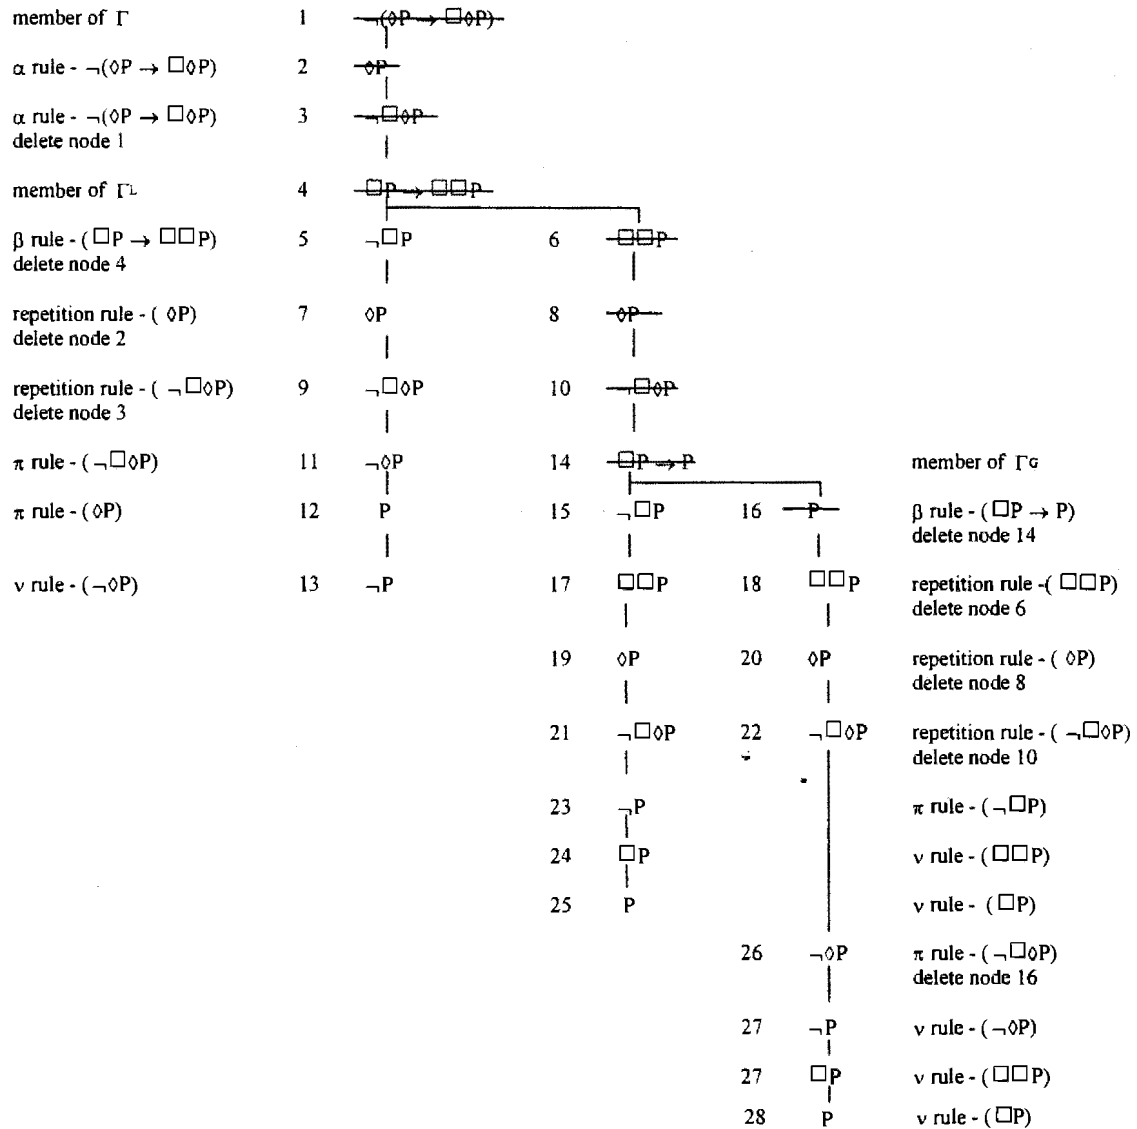 member of Γ 1 ¬(◊P → □◊P)
α rule - ¬(◊P → □◊P) 2 ◊P
α rule - ¬(◊P → □◊P) 3 ¬□◊P
delete node 1
member of ΓL 4 □P → □□P
β rule - (□P → □□P) 5 ¬□P 6 □□P
delete node 4
repetition rule - ( ◊P) 7 ◊P 8 ◊P
delete node 2
repetition rule - ( ¬□◊P) 9 ¬□◊P 10 ¬□◊P
delete node 3
π rule - (¬□◊P) 11 ¬◊P 14 □P → P member of ΓG
π rule - (◊P) 12 P 15 ¬□P 16 P β rule - (□P → P)
delete node 14
ν rule - (¬◊P) 13 ¬P 17 □□P 18 □□P repetition rule -( □□P)
delete node 6
19 ◊P 20 ◊P repetition rule - ( ◊P)
delete node 8
21 ¬□◊P 22 ¬□◊P repetition rule - ( ¬□◊P)
delete node 10
23 ¬P π rule - (¬□P)
24 □P ν rule - (□□P)
25 P ν rule - (□P)
26 ¬◊P π rule - (¬□◊P)
delete node 16
27 ¬P ν rule - (¬◊P)
27 □P ν rule - (□□P)
28 P ν rule - (□P)